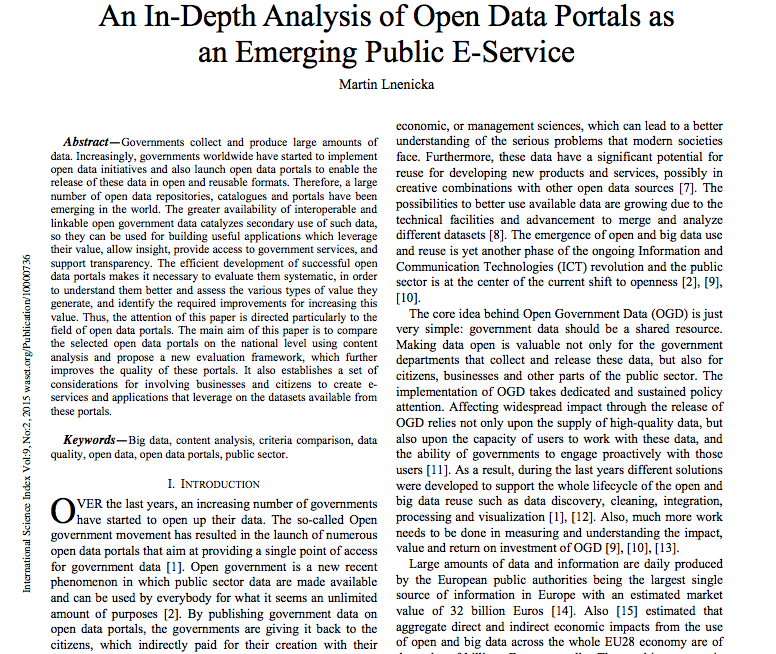 An In-Depth Analysis of Open Data Portals as
an Emerging Public E-Service
Martin Lnenicka
Abstract—Governments collect and produce large amounts of
data. Increasingly, governments worldwide have started to implement
open data initiatives and also launch open data portals to enable the
release of these data in open and reusable formats. Therefore, a large
number of open data repositories, catalogues and portals have been
emerging in the world. The greater availability of interoperable and
linkable open government data catalyzes secondary use of such data,
so they can be used for building useful applications which leverage
their value, allow insight, provide access to government services, and
support transparency. The efficient development of successful open
data portals makes it necessary to evaluate them systematic, in order
to understand them better and assess the various types of value they
generate, and identify the required improvements for increasing this
value. Thus, the attention of this paper is directed particularly to the
field of open data portals. The main aim of this paper is to compare
the selected open data portals on the national level using content
analysis and propose a new evaluation framework, which further
improves the quality of these portals. It also establishes a set of
considerations for involving businesses and citizens to create e-
services and applications that leverage on the datasets available from
these portals.
Keywords—Big data, content analysis, criteria comparison, data
quality, open data, open data portals, public sector.
I. INTRODUCTION
OVER the last years, an increasing number of governments
have started to open up their data. The so-called Open
government movement has resulted in the launch of numerous
open data portals that aim at providing a single point of access
for government data [1]. Open government is a new recent
phenomenon in which public sector data are made available
and can be used by everybody for what it seems an unlimited
amount of purposes [2]. By publishing government data on
open data portals, the governments are giving it back to the
citizens, which indirectly paid for their creation with their
economic, or management sciences, which can lead to a better
understanding of the serious problems that modern societies
face. Furthermore, these data have a significant potential for
reuse for developing new products and services, possibly in
creative combinations with other open data sources [7]. The
possibilities to better use available data are growing due to the
technical facilities and advancement to merge and analyze
different datasets [8]. The emergence of open and big data use
and reuse is yet another phase of the ongoing Information and
Communication Technologies (ICT) revolution and the public
sector is at the center of the current shift to openness [2], [9],
[10].
The core idea behind Open Government Data (OGD) is just
very simple: government data should be a shared resource.
Making data open is valuable not only for the government
departments that collect and release these data, but also for
citizens, businesses and other parts of the public sector. The
implementation of OGD takes dedicated and sustained policy
attention. Affecting widespread impact through the release of
OGD relies not only upon the supply of high-quality data, but
also upon the capacity of users to work with these data, and
the ability of governments to engage proactively with those
users [11]. As a result, during the last years different solutions
were developed to support the whole lifecycle of the open and
big data reuse such as data discovery, cleaning, integration,
processing and visualization [1], [12]. Also, much more work
needs to be done in measuring and understanding the impact,
value and return on investment of OGD [9], [10], [13].
Large amounts of data and information are daily produced
by the European public authorities being the largest single
source of information in Europe with an estimated market
value of 32 billion Euros [14]. Also [15] estimated that
aggregate direct and indirect economic impacts from the use
of open and big data across the whole EU28 economy are of
International Science Index Vol:9, No:2, 2015 waset.org/Publication/10000736